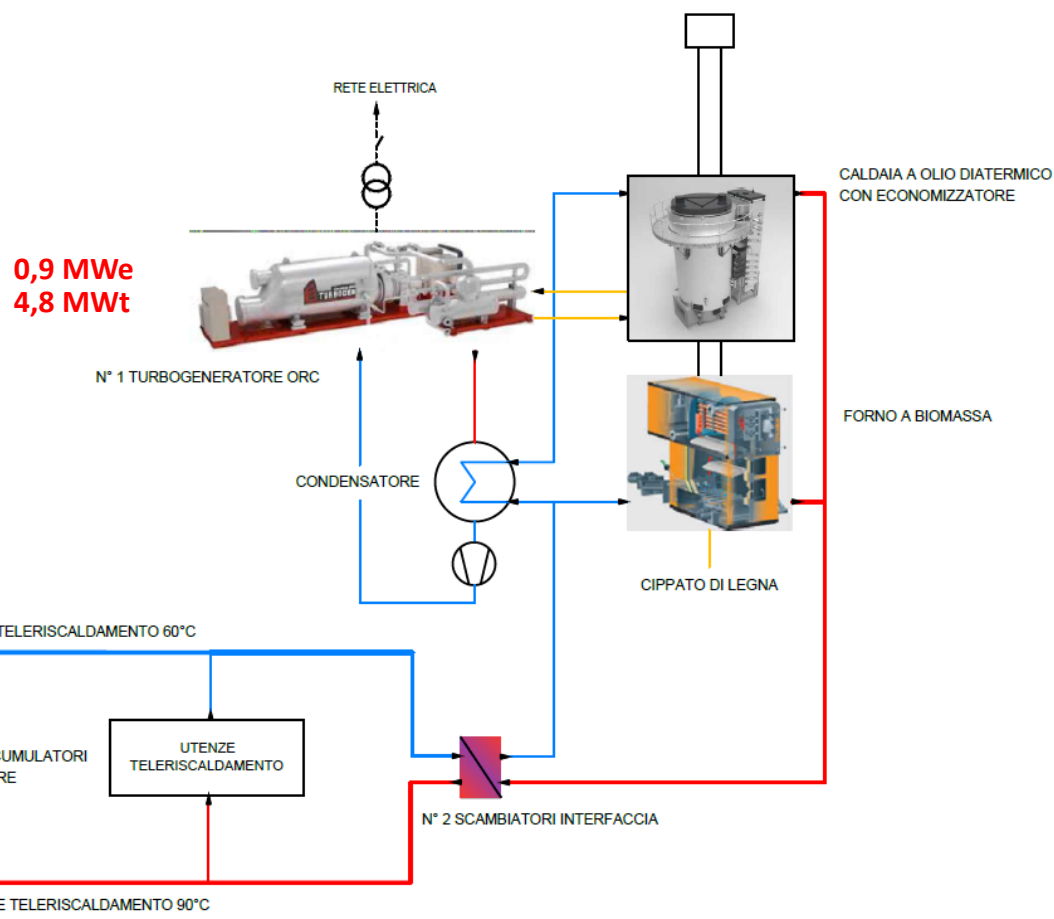 RETE ELETTRICA
CALDAIA A OLIO DIATERMICO
CON ECONOMIZZATORE
0,9 MWe
4,8 MWt
TURBODEN
N° 1 TURBOGENERATORE ORC
FORNO A BIOMASSA
CONDENSATORE
CIPPATO DI LEGNA
TELERISCALDAMENTO 60°C
CUMULATORI
RE
UTENZE
TELERISCALDAMENTO
N° 2 SCAMBIATORI INTERFACCIA
E TELERISCALDAMENTO 90°C